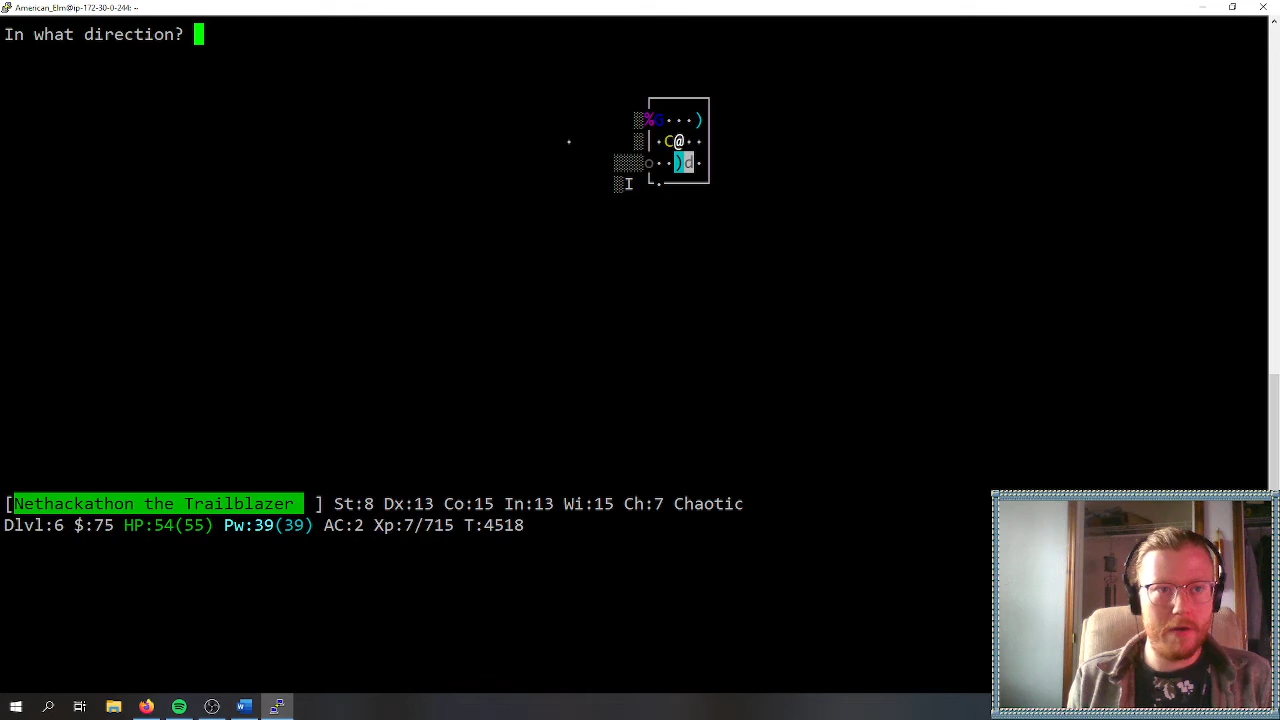 American_Elm@ip-172-30-0-244: ~
In what direction?
%G···)
· |·C@··
o··)d·
I ·
[Nethackathon the Trailblazer ] St:8 Dx:13 Co:15 In:13 Wi:15 Ch:7 Chaotic
Dlvl:6 $:75 HP:54(55) Pw:39(39) AC:2 Xp:7/715 T:4518